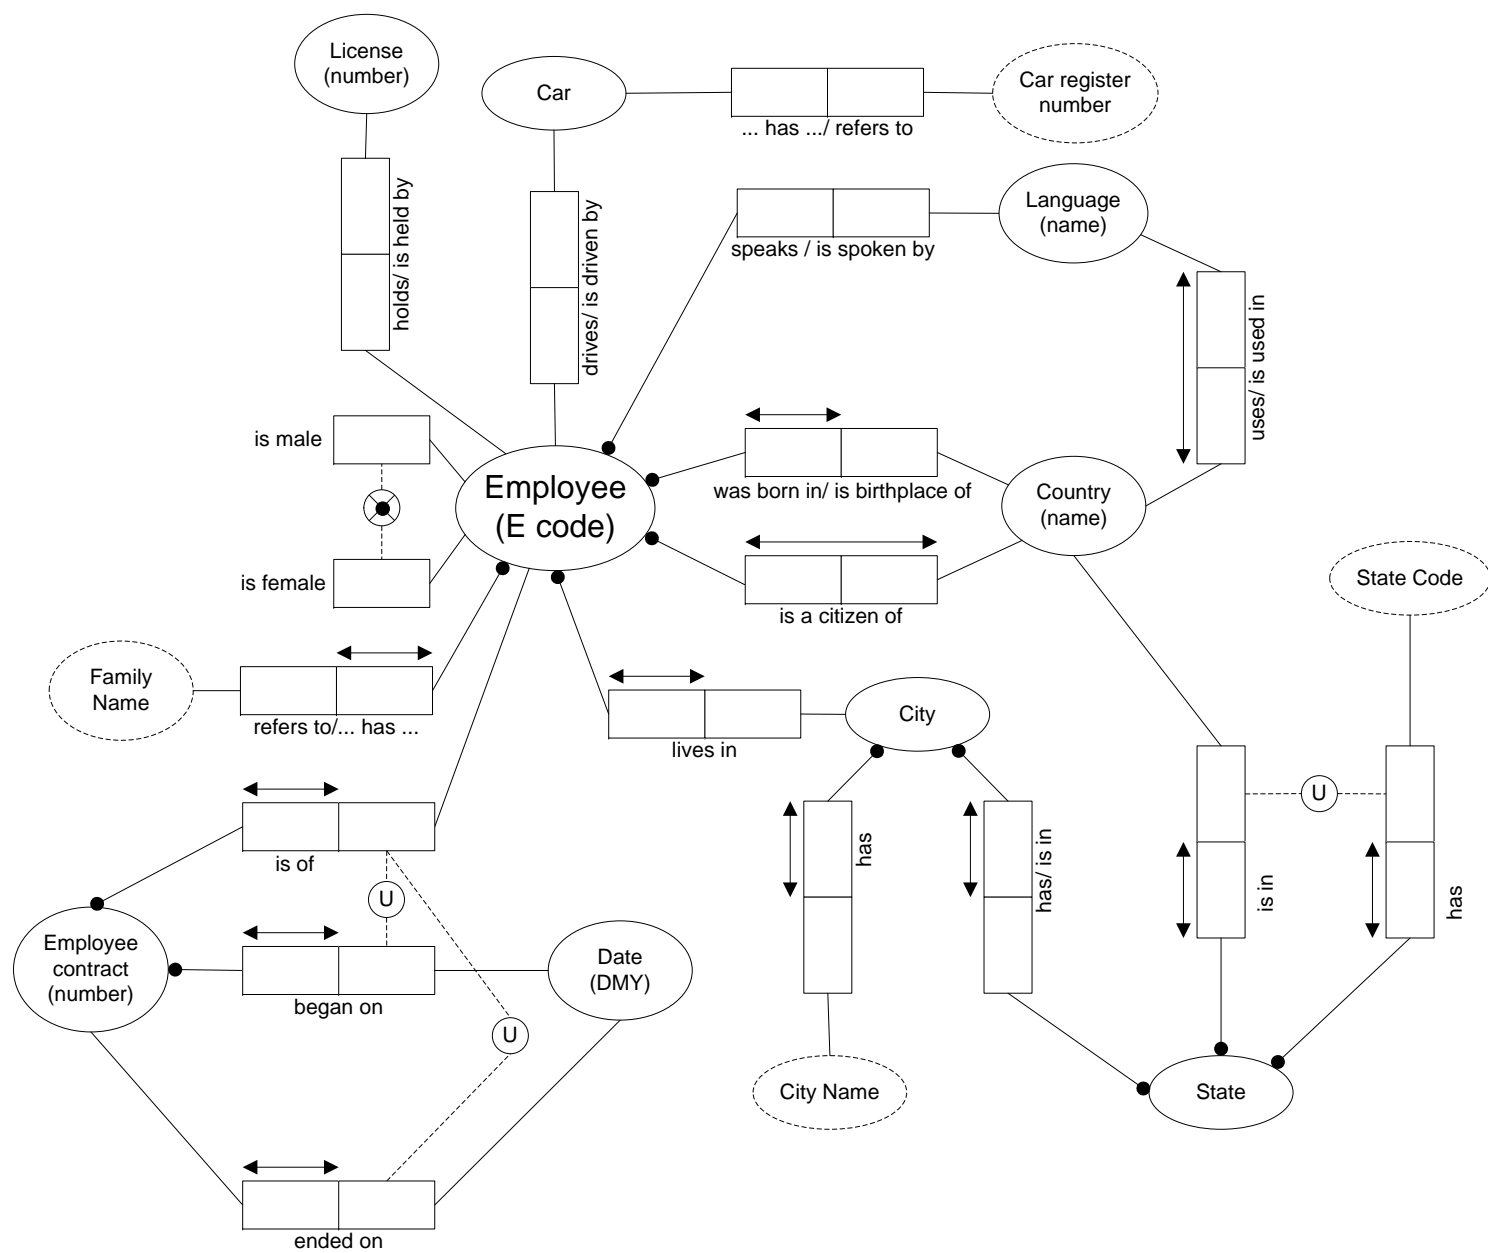 License
(number)
Car
Car register
number
... has .../ refers to
holds/ is held by
drives/ is driven by
Language
(name)
speaks / is spoken by
uses/ is used in
is male
Employee
(E code)
was born in/ is birthplace of
Country
(name)
is female
is a citizen of
State Code
Family
Name
refers to/... has ...
lives in
City
is of
has
has/ is in
is in
has
U
U
Employee
contract
(number)
began on
Date
(DMY)
U
City Name
State
ended on